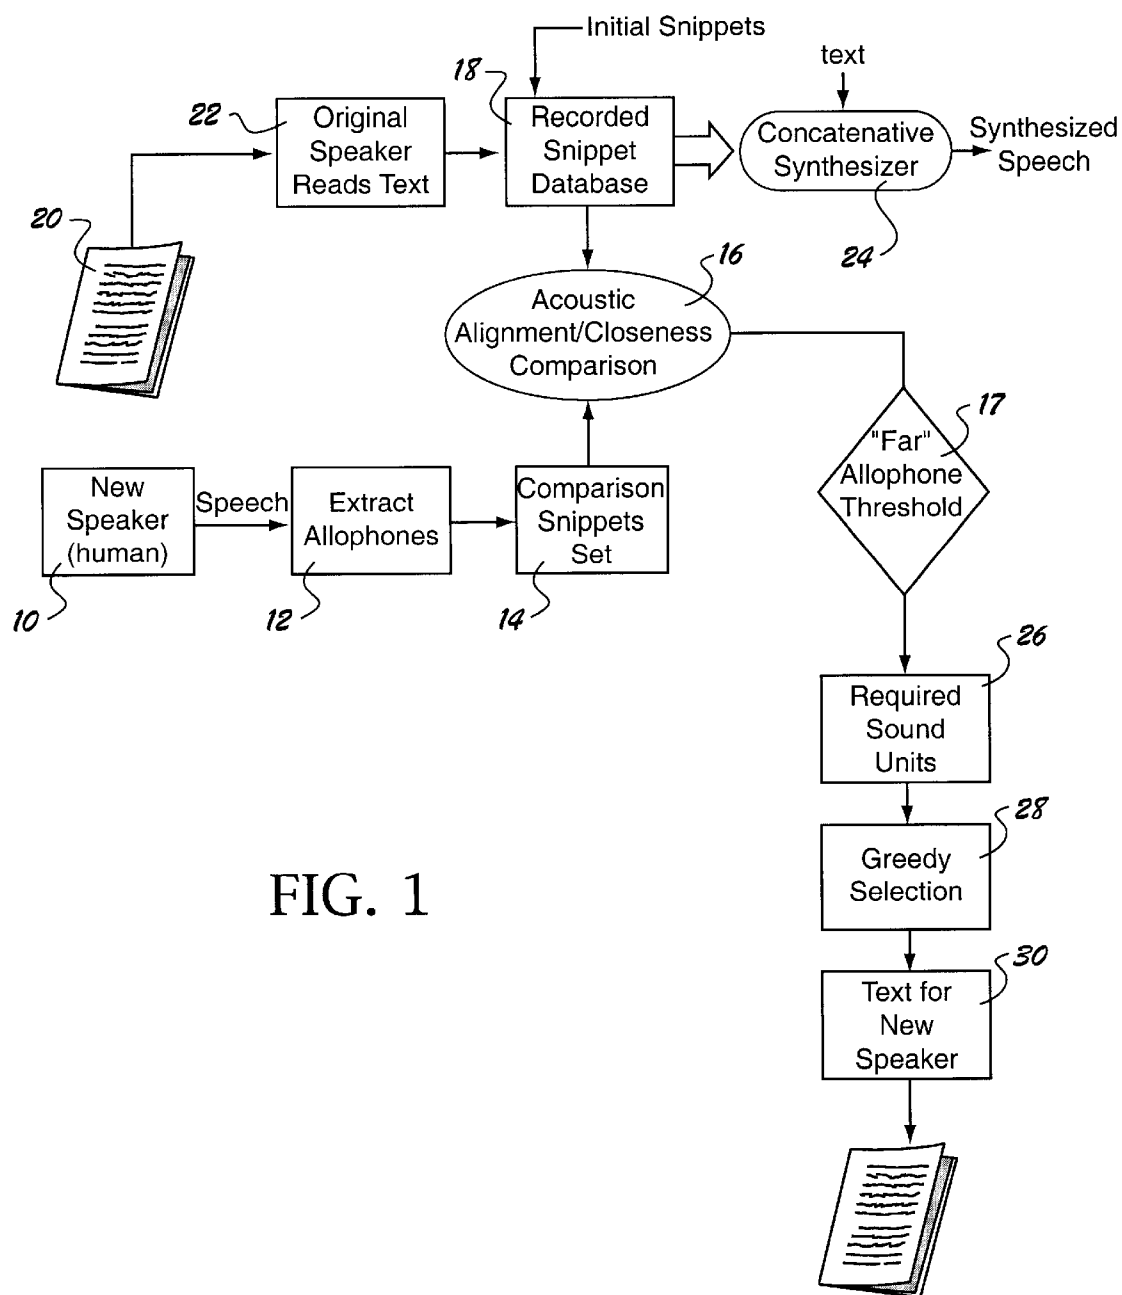 Initial Snippets
18
text
22
Original
Speaker
Reads Text
Recorded
Snippet
Database
Concatenative
Synthesizer
Synthesized
Speech
20
24
16
Acoustic
Alignment/Closeness
Comparison
17
"Far"
Allophone
Threshold
New
Speaker
(human)
Speech
Extract
Allophones
Comparison
Snippets
Set
10
12
14
26
Required
Sound
Units
28
Greedy
Selection
FIG. 1
30
Text for
New
Speaker